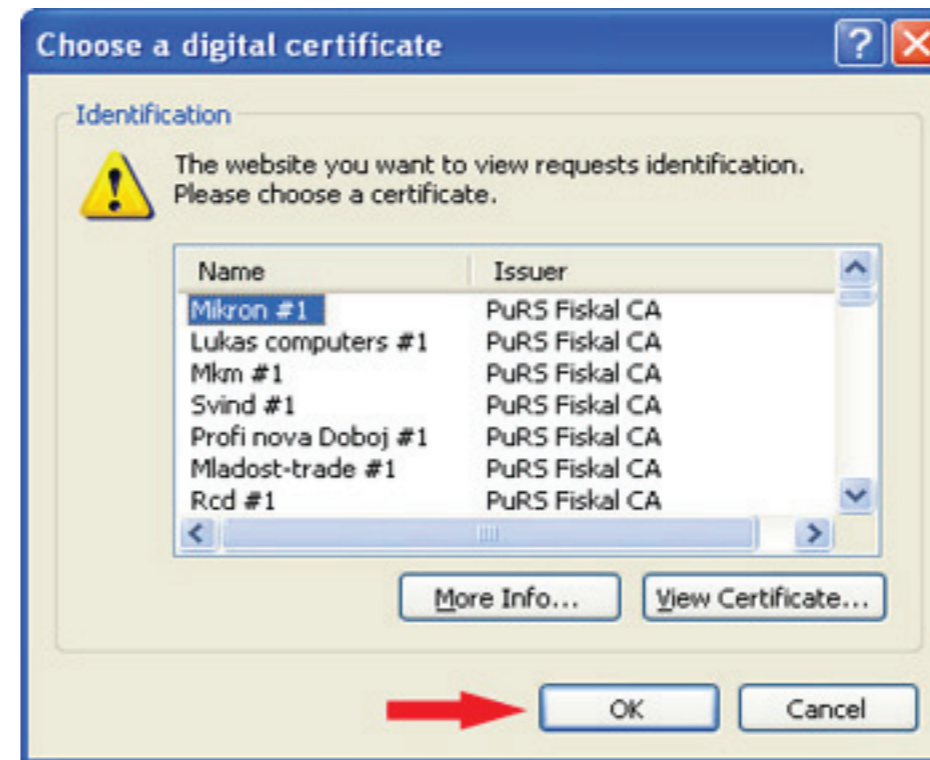 Choose a digital certificate
Identification
The website you want to view requests identification.
Please choose a certificate.
Name Issuer
Mikron #1 PuRS Fiskal CA
Lukas computers #1 PuRS Fiskal CA
Mkm #1 PuRS Fiskal CA
Svind #1 PuRS Fiskal CA
Profi nova Doboj #1 PuRS Fiskal CA
Mladost-trade #1 PuRS Fiskal CA
Rcd #1 PuRS Fiskal CA
More Info... View Certificate...
OK Cancel